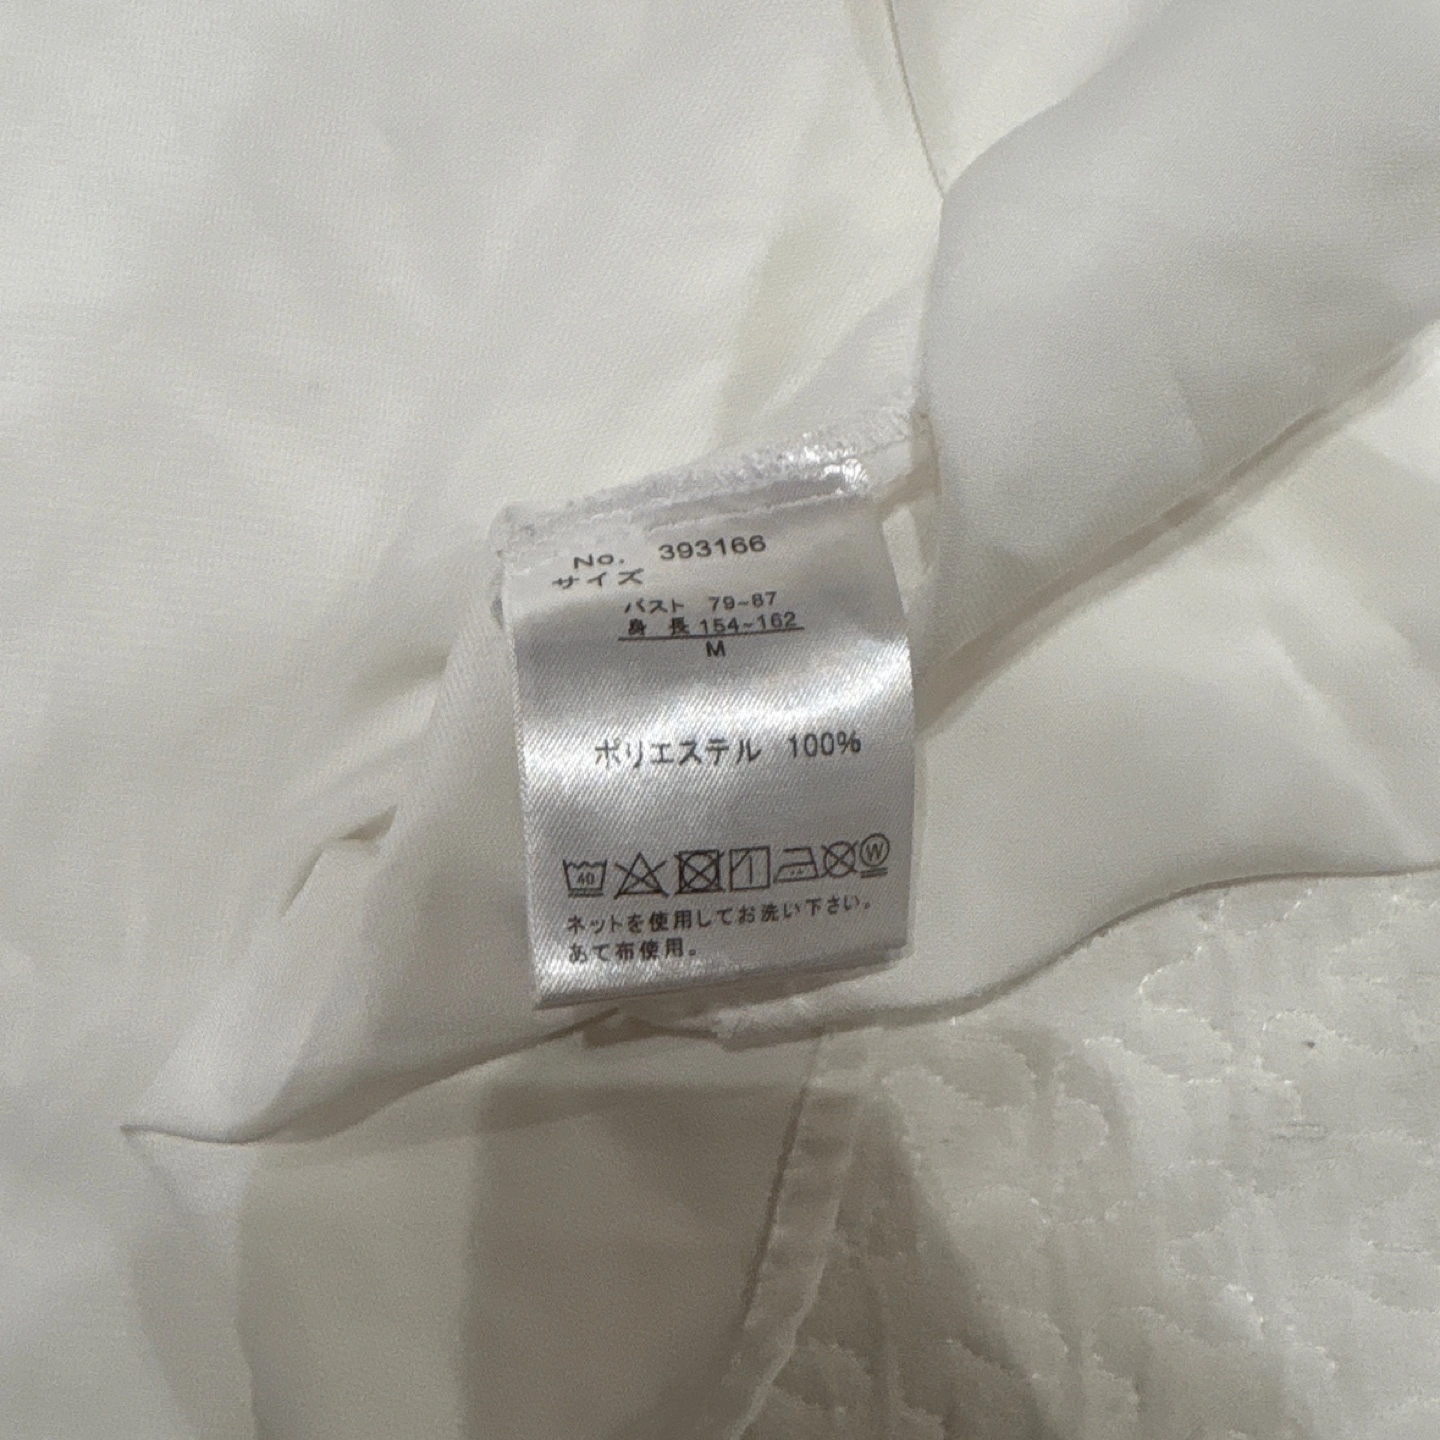 No. 393166
サイズ
バスト 79~87
身 長 154~162
M
ポリエステル 100%
40
W
ネットを使用してお洗い下さい。
あて布使用。